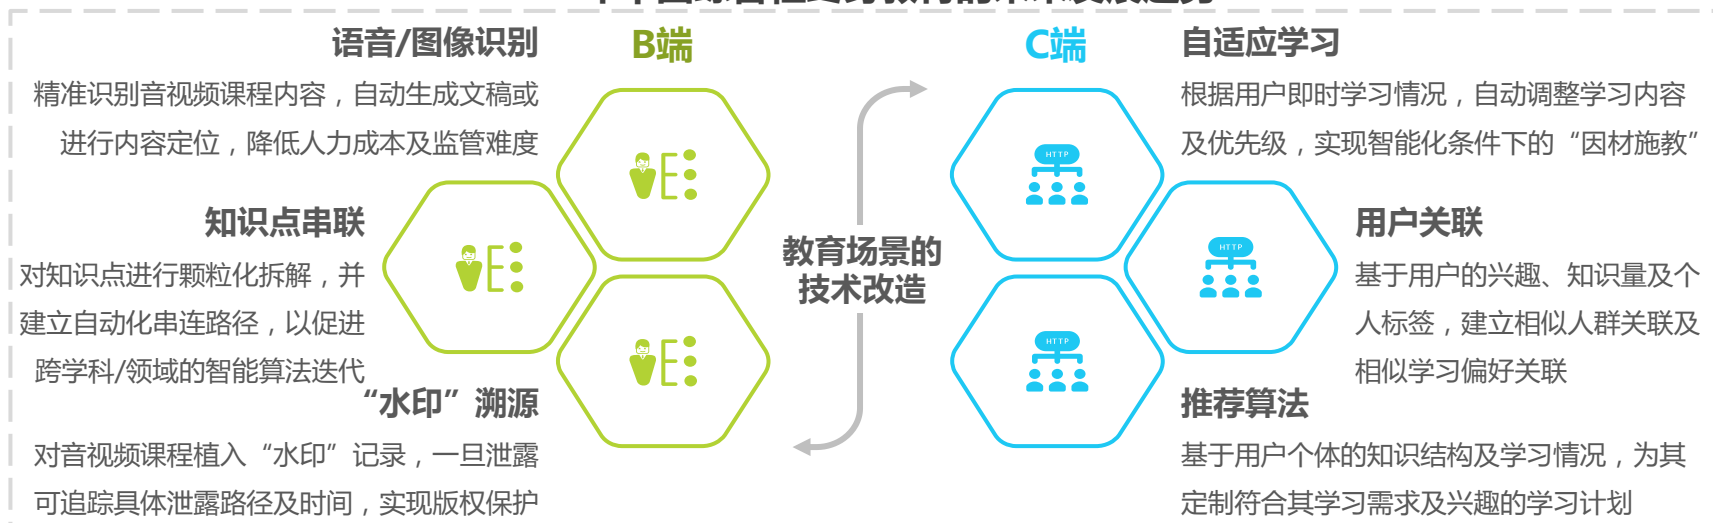 语音/图像识别
精准识别音视频课程内容，自动生成文稿或
进行内容定位，降低人力成本及监管难度
知识点串联
对知识点进行颗粒化拆解，并
建立自动化串连路径，以促进
跨学科/领域的智能算法迭代
“水印”溯源
对音视频课程植入“水印”记录，一旦泄露
可追踪具体泄露路径及时间，实现版权保护
B端
教育场景的
技术改造
C端
HTTP
HTTP
HTTP
自适应学习
根据用户即时学习情况，自动调整学习内容
及优先级，实现智能化条件下的“因材施教”
用户关联
基于用户的兴趣、知识量及个
人标签，建立相似人群关联及
相似学习偏好关联
推荐算法
基于用户个体的知识结构及学习情况，为其
定制符合其学习需求及兴趣的学习计划